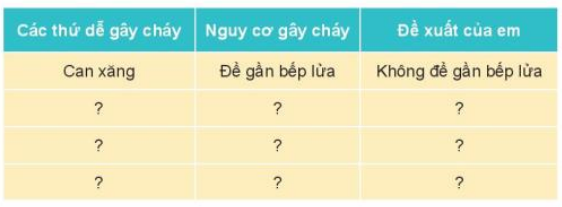 Các thứ dễ gây cháy Nguy cơ gây cháy Đề xuất của em
Can xăng Để gần bếp lửa Không để gần bếp lửa
? ? ?
? ? ?
? ? ?